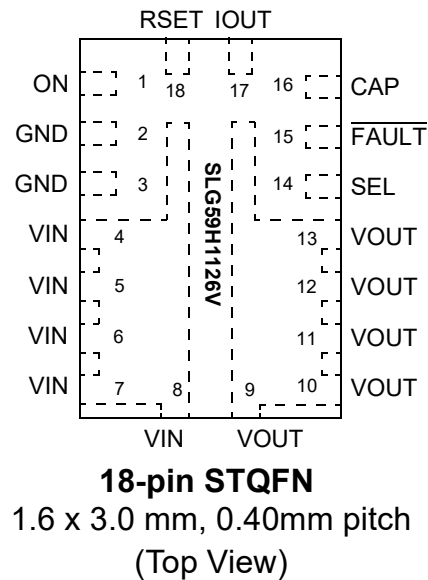 RSET IOUT
ON 1 18 17 16 CAP
GND 2 15 FAULT
GND 3 14 SEL
SLG59H1126V
VIN 4 13 VOUT
VIN 5 12 VOUT
VIN 6 11 VOUT
VIN 7 8 9 10 VOUT
VIN VOUT
18-pin STQFN
1.6 x 3.0 mm, 0.40mm pitch
(Top View)